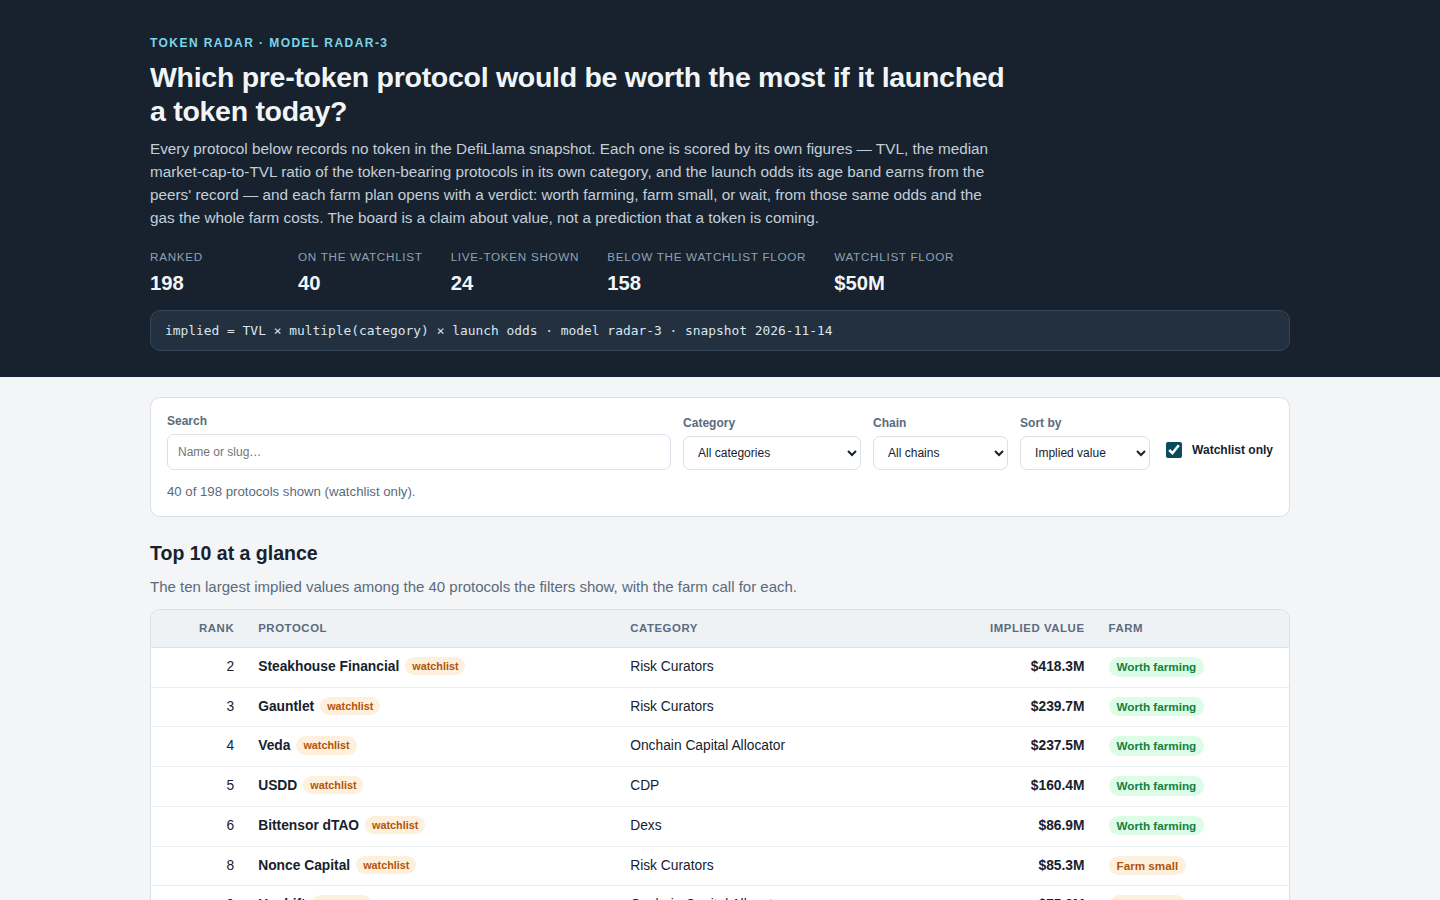 TOKEN RADAR · MODEL RADAR-3
Which pre-token protocol would be worth the most if it launched
a token today?
Every protocol below records no token in the DefiLlama snapshot. Each one is scored by its own figures — TVL, the median
market-cap-to-TVL ratio of the token-bearing protocols in its own category, and the launch odds its age band earns from the
peers' record — and each farm plan opens with a verdict: worth farming, farm small, or wait, from those same odds and the
gas the whole farm costs. The board is a claim about value, not a prediction that a token is coming.
RANKED ON THE WATCHLIST LIVE-TOKEN SHOWN BELOW THE WATCHLIST FLOOR WATCHLIST FLOOR
198 40 24 158 $50M
implied = TVL × multiple(category) × launch odds · model radar-3 · snapshot 2026-11-14
Search Category Chain Sort by
Name or slug… All categories All chains Implied value Watchlist only
40 of 198 protocols shown (watchlist only).
Top 10 at a glance
The ten largest implied values among the 40 protocols the filters show, with the farm call for each.
RANK PROTOCOL CATEGORY IMPLIED VALUE FARM
2 Steakhouse Financial watchlist Risk Curators $418.3M Worth farming
3 Gauntlet watchlist Risk Curators $239.7M Worth farming
4 Veda watchlist Onchain Capital Allocator $237.5M Worth farming
5 USDD watchlist CDP $160.4M Worth farming
6 Bittensor dTAO watchlist Dexs $86.9M Worth farming
8 Nonce Capital watchlist Risk Curators $85.3M Farm small